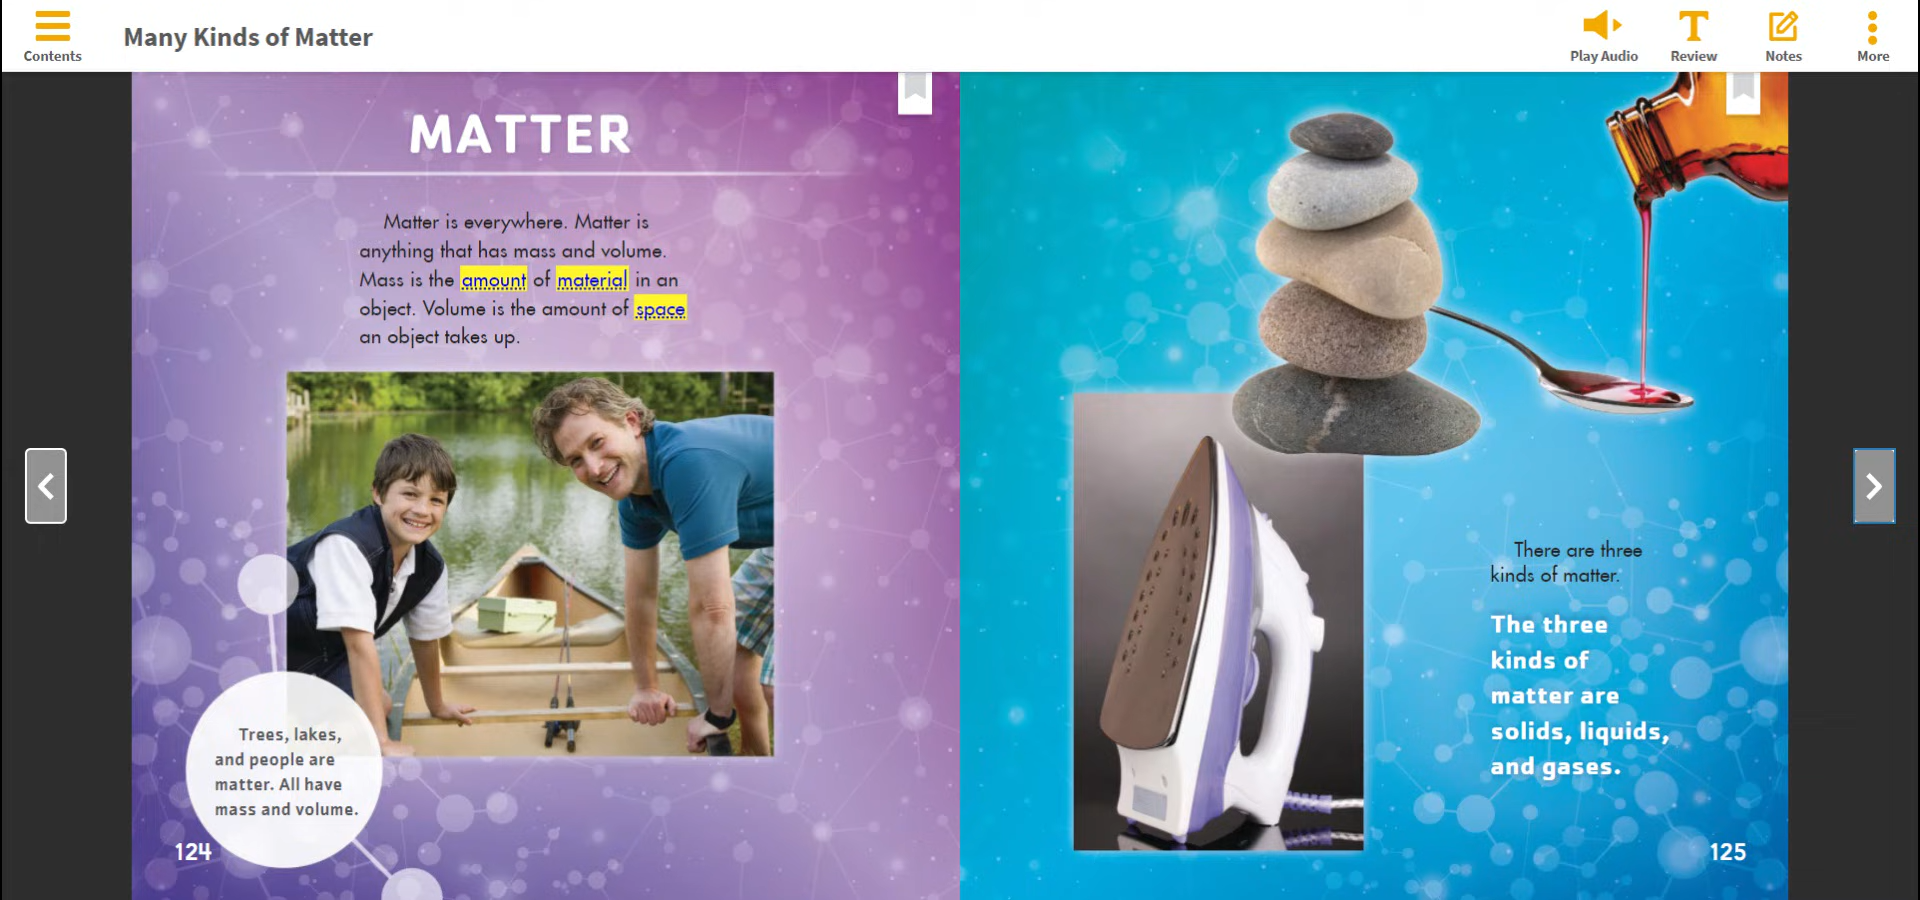 Contents
Many Kinds of Matter
Play Audio
Review
Notes
More
MATTER
Matter is everywhere. Matter is
anything that has mass and volume.
Mass is the amount of material in an
object. Volume is the amount of space
an object takes up.
Trees, lakes,
and people are
matter. All have
mass and volume.
124
There are three
kinds of matter.
The three
kinds of
matter are
solids, liquids,
and gases.
125